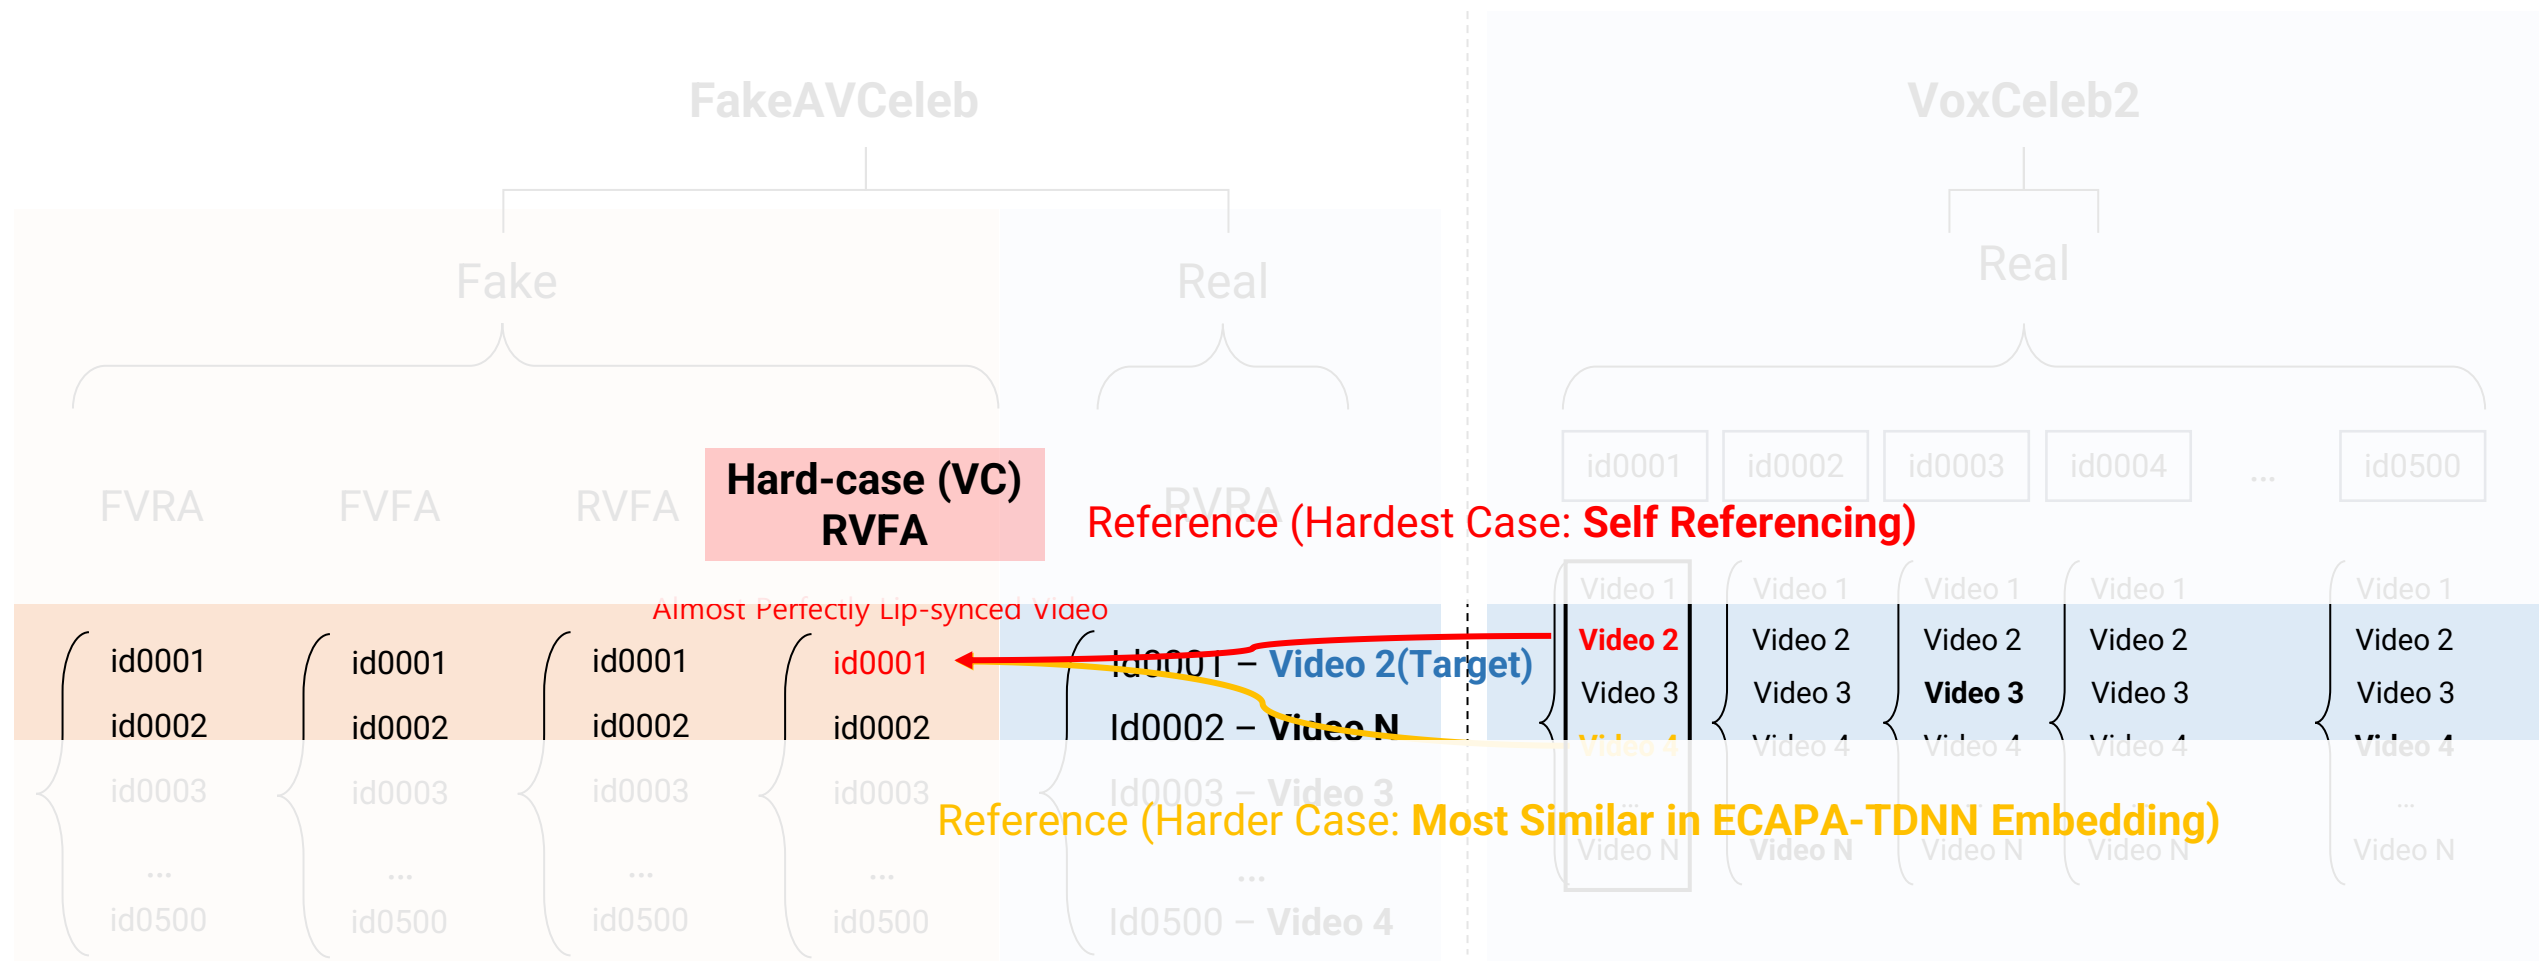 FakeAVCeleb
VoxCeleb2
Fake
Real
Real
FVRA
FVFA
RVFA
Hard-case (VC)
RVFA
RVRA
id0001
id0002
id0003
id0004
...
id0500
Reference (Hardest Case: Self Referencing)
Almost Perfectly Lip-synced Video
id0001
id0002
id0003
...
id0500
id0001
id0002
id0003
...
id0500
id0001
id0002
id0003
...
id0500
id0001
id0002
id0003
...
id0500
Id0001 – Video 2(Target)
Id0002 – Video N
Id0003 – Video 3
...
Id0500 – Video 4
Video 1
Video 2
Video 3
Video 4
...
Video N
Video 1
Video 2
Video 3
Video 4
Video N
Video 1
Video 2
Video 3
Video 4
...
Video N
Video 1
Video 2
Video 3
Video 4
...
Video N
Video 1
Video 2
Video 3
Video 4
...
Video N
Reference (Harder Case: Most Similar in ECAPA-TDNN Embedding)